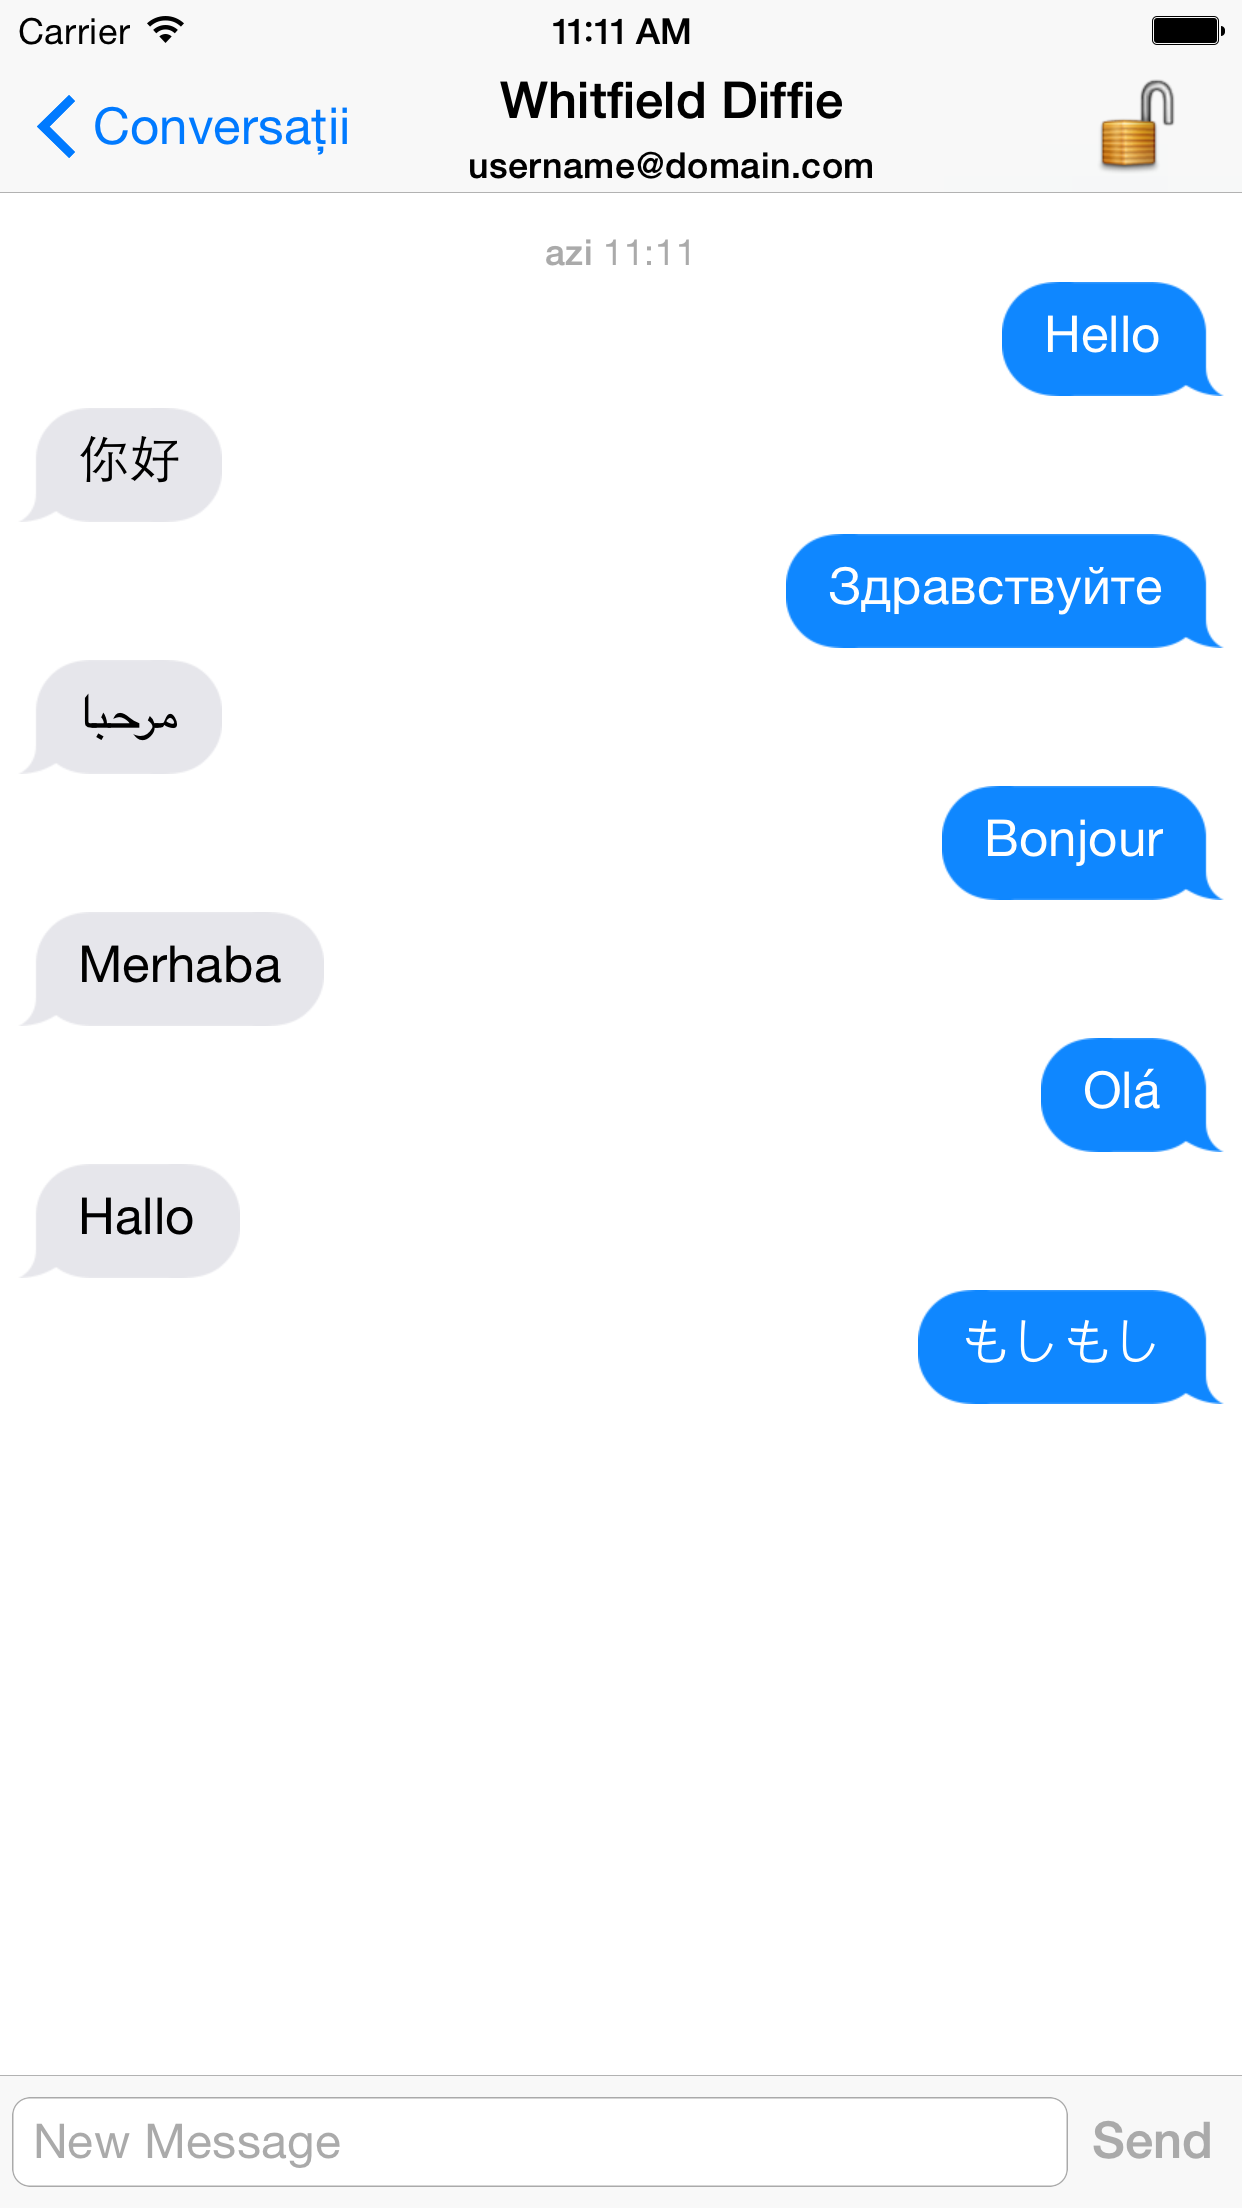 Carrier 11:11 AM
Conversații
Whitfield Diffie
username@domain.com
azi 11:11
Hello
你好
Здравствуйте
مرحبا
Bonjour
Merhaba
Olá
Hallo
もしもし
New Message
Send